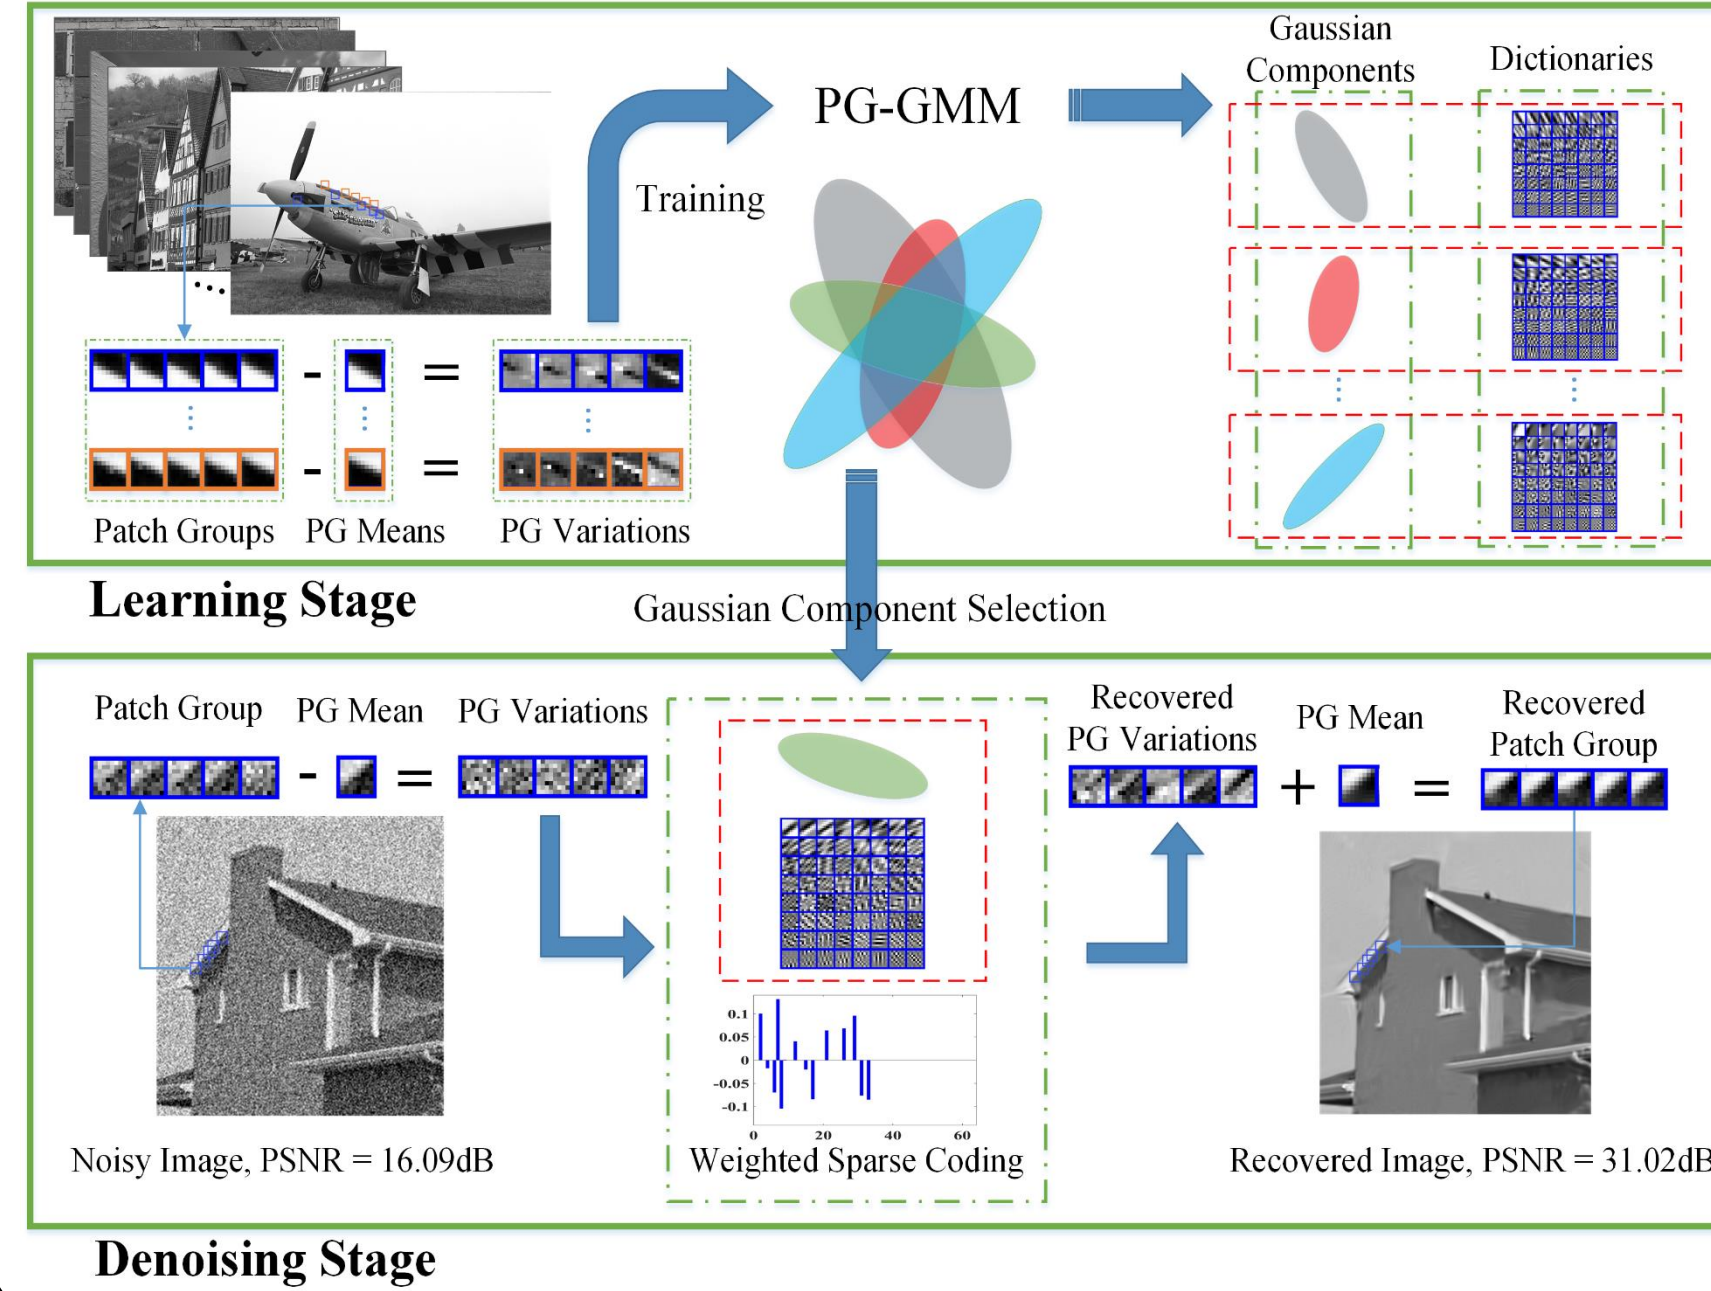 Gaussian
Components
Dictionaries
PG-GMM
Training
- =
- =
Patch Groups
PG Means
PG Variations
Learning Stage
Gaussian Component Selection
Patch Group
PG Mean
PG Variations
- =
Recovered
PG Variations
PG Mean
Recovered
Patch Group
+ =
0.1
0.05
0
-0.05
-0.1
0 20 40 60
Noisy Image, PSNR = 16.09dB
Weighted Sparse Coding
Recovered Image, PSNR = 31.02dB
Denoising Stage